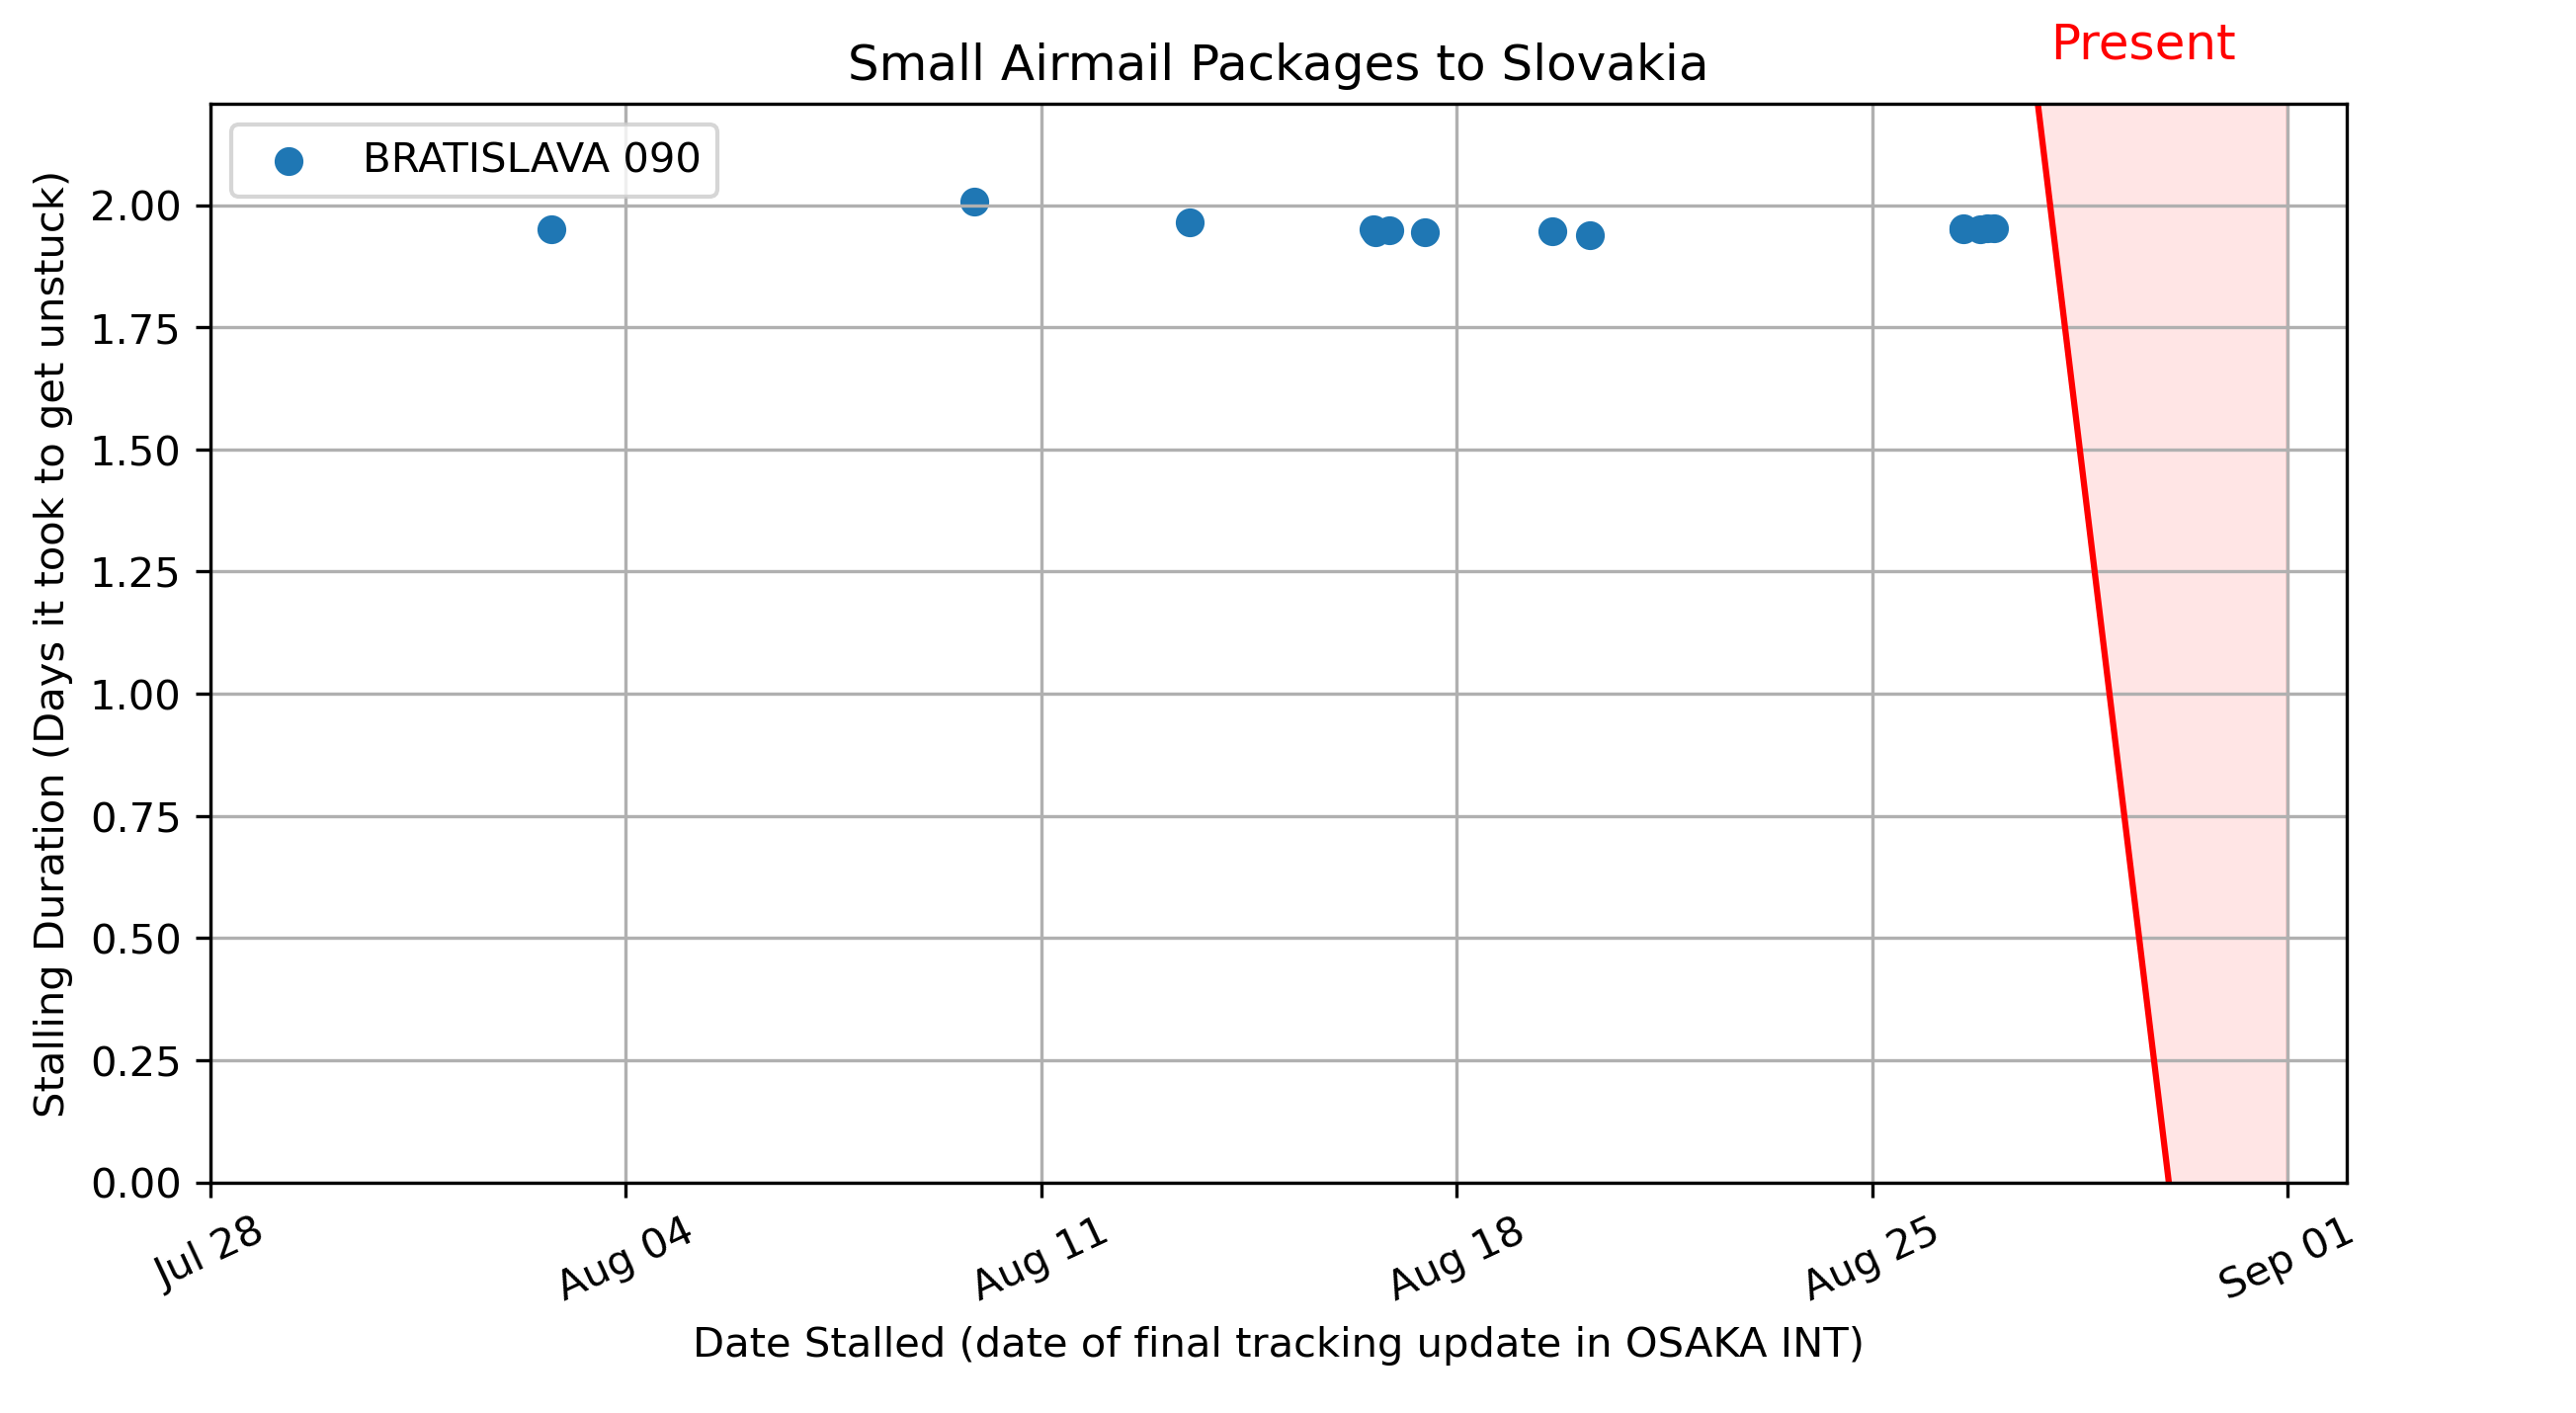 Present
Small Airmail Packages to Slovakia
BRATISLAVA 090
Stalling Duration (Days it took to get unstuck)
2.00
1.75
1.50
1.25
1.00
0.75
0.50
0.25
0.00
Jul 28
Aug 04
Aug 11
Aug 18
Aug 25
Sep 01
Date Stalled (date of final tracking update in OSAKA INT)